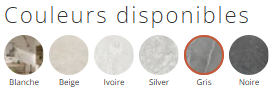 Couleurs disponibles
Blanche Beige Ivoire Silver Gris Noire